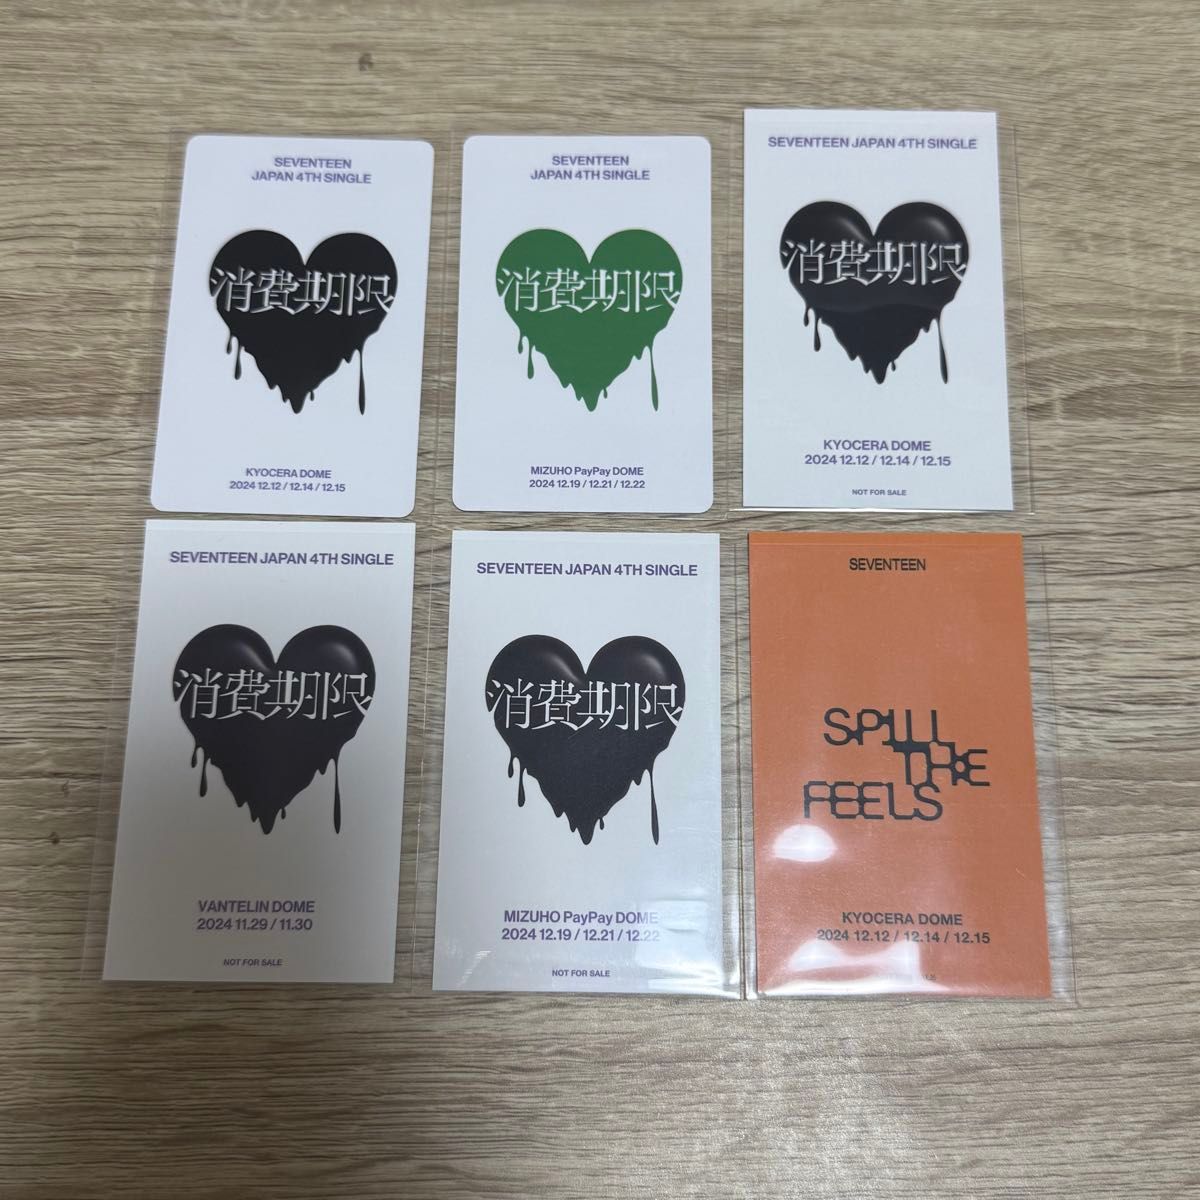 SEVENTEEN
JAPAN 4TH SINGLE
消費期限
KYOCERA DOME
2024 12.12 / 12.14 / 12.15
SEVENTEEN
JAPAN 4TH SINGLE
消費期限
MIZUHO PayPay DOME
2024 12.19 / 12.21 / 12.22
SEVENTEEN JAPAN 4TH SINGLE
消費期限
KYOCERA DOME
2024 12.12 / 12.14 / 12.15
NOT FOR SALE
SEVENTEEN JAPAN 4TH SINGLE
消費期限
VANTELIN DOME
2024 11.29 / 11.30
NOT FOR SALE
SEVENTEEN JAPAN 4TH SINGLE
消費期限
MIZUHO PayPay DOME
2024 12.19 / 12.21 / 12.22
NOT FOR SALE
SEVENTEEN
SPILL
THE
FEELS
KYOCERA DOME
2024 12.12 / 12.14 / 12.15